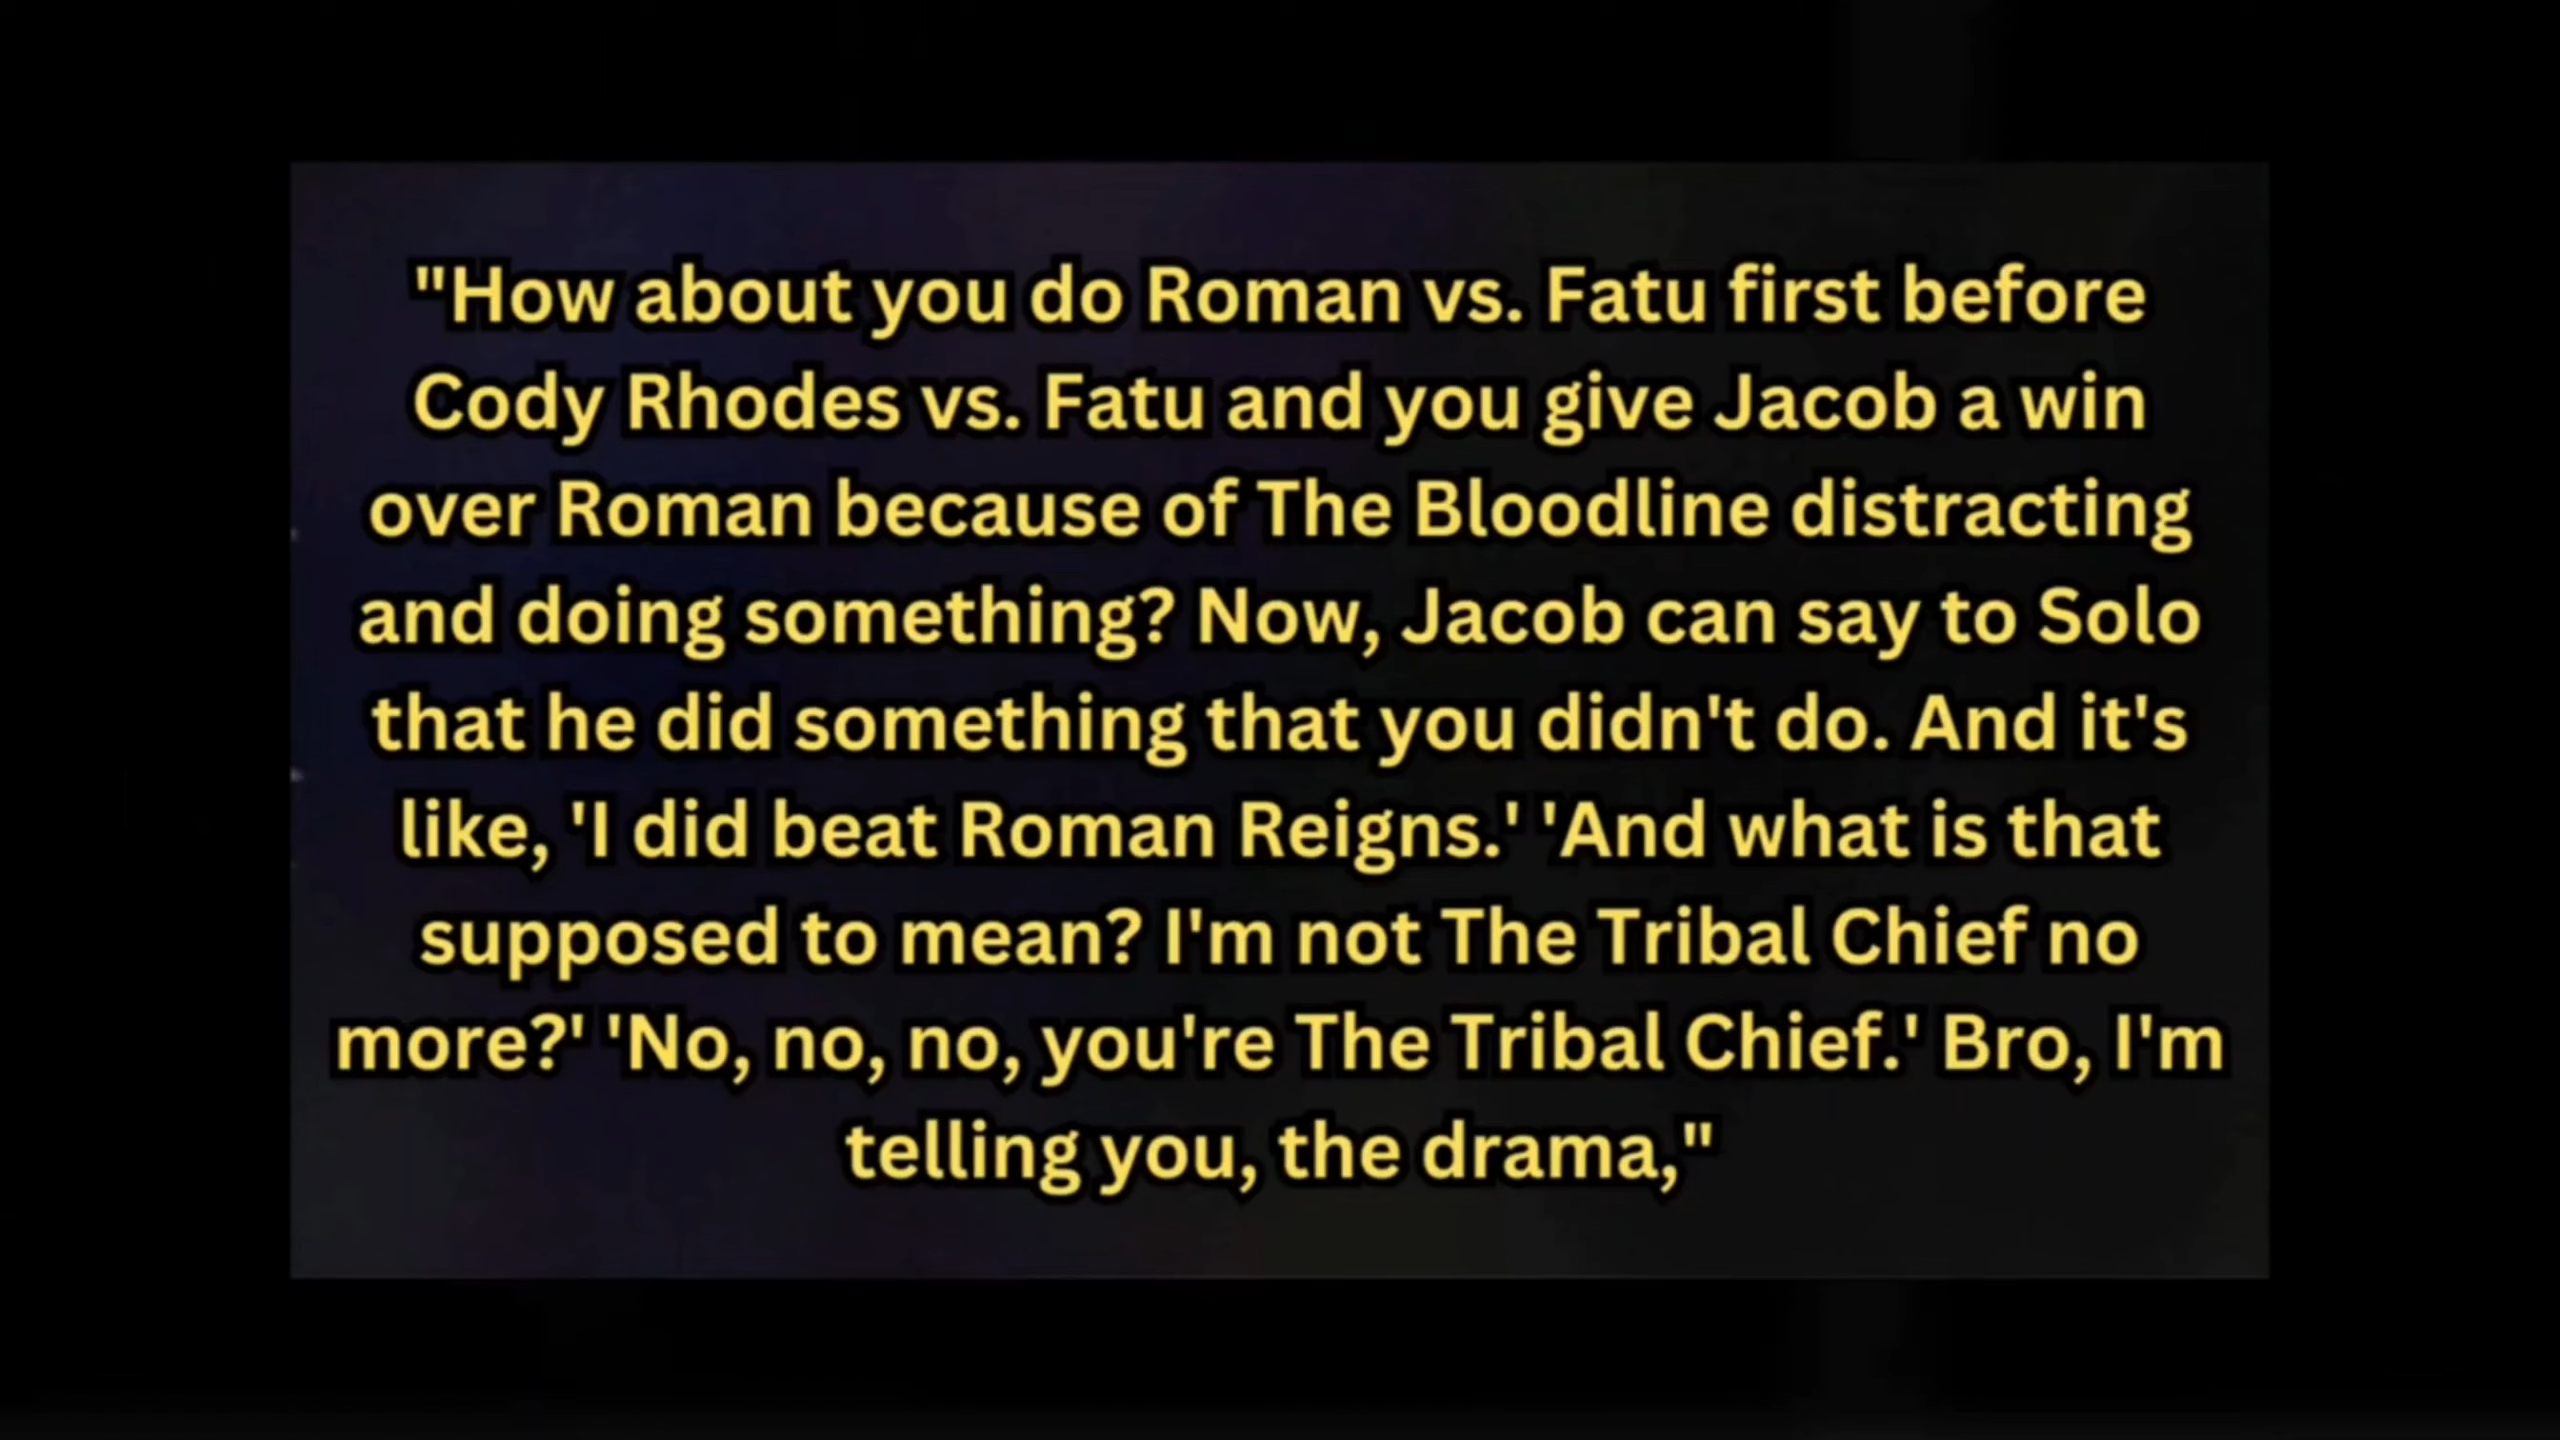 "How about you do Roman vs. Fatu first before
Cody Rhodes vs. Fatu and you give Jacob a win
over Roman because of The Bloodline distracting
and doing something? Now, Jacob can say to Solo
that he did something that you didn't do. And it's
like, 'I did beat Roman Reigns.' 'And what is that
supposed to mean? I'm not The Tribal Chief no
more?' 'No, no, no, you're The Tribal Chief.' Bro, I'm
telling you, the drama,"